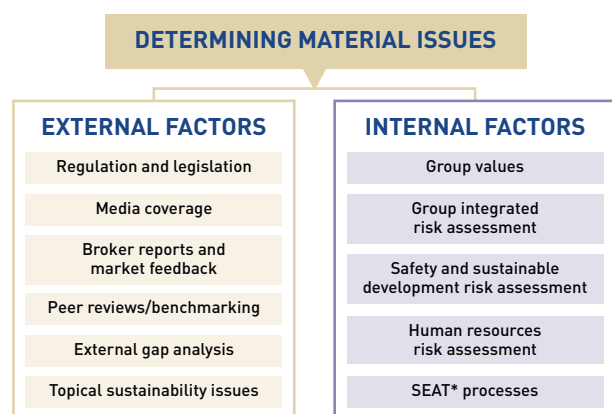 DETERMINING MATERIAL ISSUES
EXTERNAL FACTORS
Regulation and legislation
Media coverage
Broker reports and
market feedback
Peer reviews/benchmarking
External gap analysis
Topical sustainability issues
INTERNAL FACTORS
Group values
Group integrated
risk assessment
Safety and sustainable
development risk assessment
Human resources
risk assessment
SEAT* processes